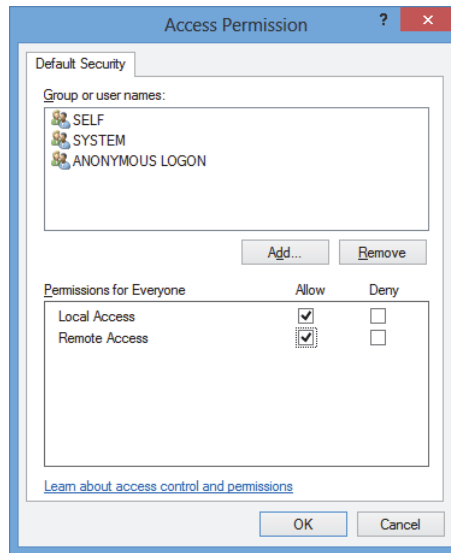 Access Permission
?
Default Security
Group or user names:
SELF
SYSTEM
ANONYMOUS LOGON
Add...
Remove
Permissions for Everyone Allow Deny
Local Access
Remote Access
Learn about access control and permissions
OK
Cancel